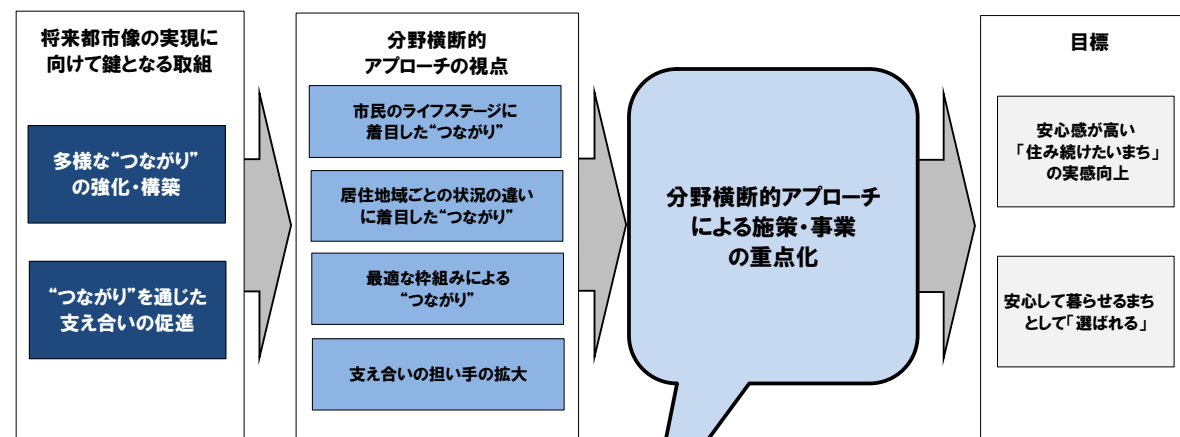 将来都市像の実現に
向けて鍵となる取組
多様な“つながり”
の強化・構築
“つながり”を通じた
支え合いの促進
分野横断的
アプローチの視点
市民のライフステージに
着目した“つながり”
居住地域ごとの状況の違い
に着目した“つながり”
最適な枠組みによる
“つながり”
支え合いの担い手の拡大
分野横断的アプローチ
による施策・事業
の重点化
目標
安心感が高い
「住み続けたいまち」
の実感向上
安心して暮らせるまち
として「選ばれる」